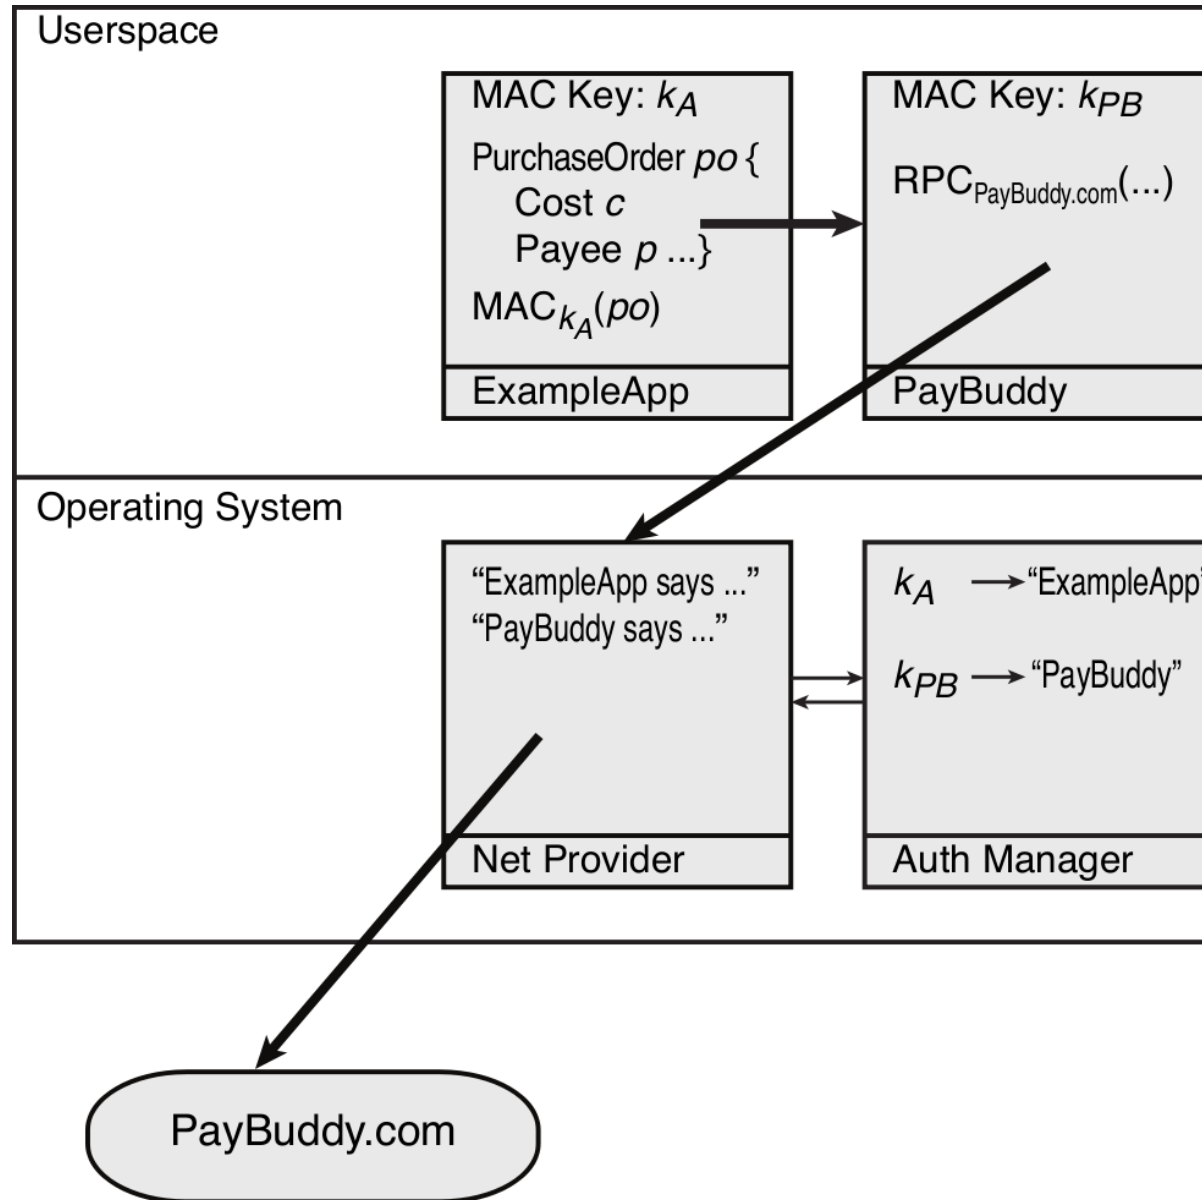 Userspace
MAC Key: kA
PurchaseOrder po {
Cost c
Payee p ...}
MACkA(po)
ExampleApp
MAC Key: kPB
RPCPayBuddy.com(...)
PayBuddy
Operating System
“ExampleApp says ...”
“PayBuddy says ...”
Net Provider
kA → “ExampleApp”
kPB → “PayBuddy”
Auth Manager
PayBuddy.com